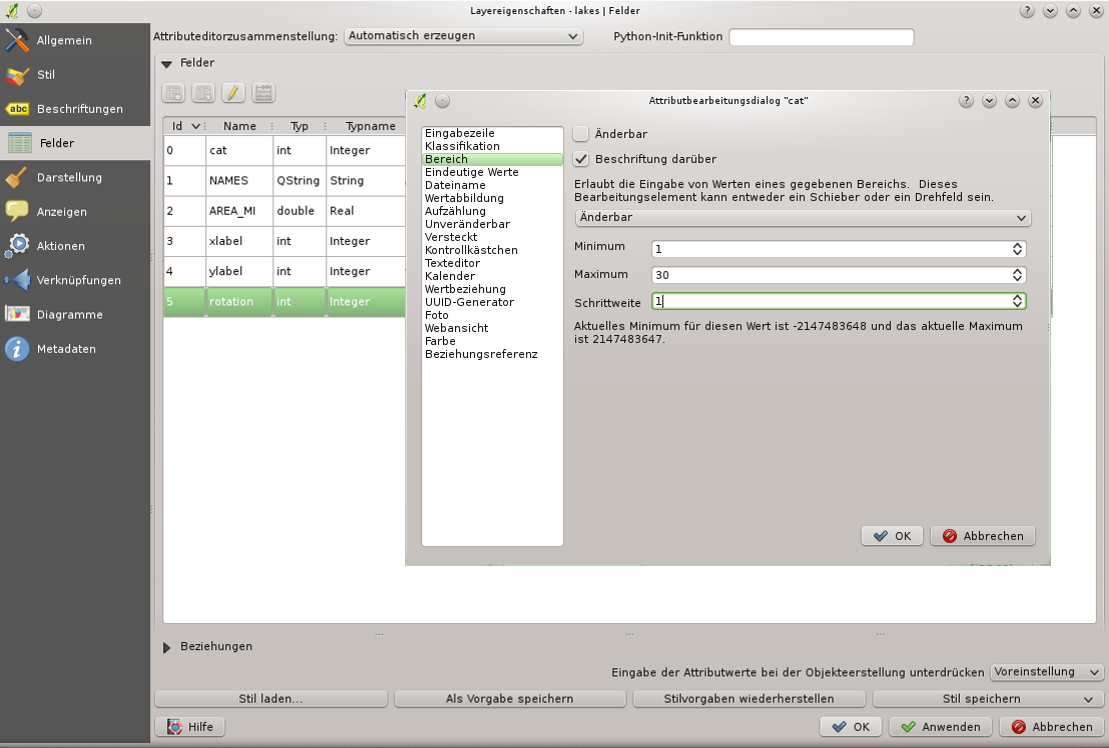 Layereigenschaften - lakes | Felder
Allgemein
Stil
abc Beschriftungen
Felder
Darstellung
Anzeigen
Aktionen
Verknüpfungen
Diagramme
Metadaten
Attributeditorzusammenstellung: Automatisch erzeugen Python-Init-Funktion
Felder
Id Name Typ Typname
0 cat int Integer
1 NAMES QString String
2 AREA_MI double Real
3 xlabel int Integer
4 ylabel int Integer
5 rotation int Integer
Attributbearbeitungsdialog "cat"
Eingabezeile
Klassifikation
Bereich
Eindeutige Werte
Dateiname
Wertabbildung
Aufzählung
Unveränderbar
Versteckt
Kontrollkästchen
Texteditor
Kalender
Wertbeziehung
UUID-Generator
Foto
Webansicht
Farbe
Beziehungsreferenz
Änderbar
Beschriftung darüber
Erlaubt die Eingabe von Werten eines gegebenen Bereichs. Dieses
Bearbeitungselement kann entweder ein Schieber oder ein Drehfeld sein.
Änderbar
Minimum 1
Maximum 30
Schrittweite 1
Aktuelles Minimum für diesen Wert ist -2147483648 und das aktuelle Maximum
ist 2147483647.
OK Abbrechen
Beziehungen
Eingabe der Attributwerte bei der Objekteerstellung unterdrücken Voreinstellung
Stil laden... Als Vorgabe speichern Stilvorgaben wiederherstellen Stil speichern
Hilfe OK Anwenden Abbrechen